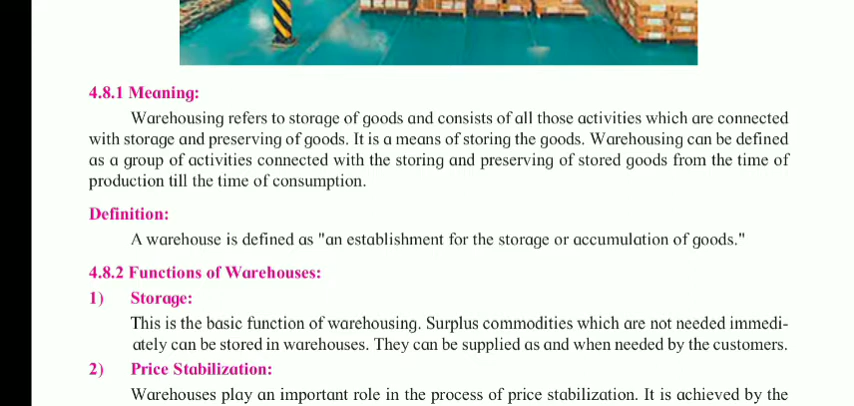 4.8.1 Meaning:
Warehousing refers to storage of goods and consists of all those activities which are connected
with storage and preserving of goods. It is a means of storing the goods. Warehousing can be defined
as a group of activities connected with the storing and preserving of stored goods from the time of
production till the time of consumption.
Definition:
A warehouse is defined as "an establishment for the storage or accumulation of goods."
4.8.2 Functions of Warehouses:
1) Storage:
This is the basic function of warehousing. Surplus commodities which are not needed immedi-
ately can be stored in warehouses. They can be supplied as and when needed by the customers.
2) Price Stabilization:
Warehouses play an important role in the process of price stabilization. It is achieved by the